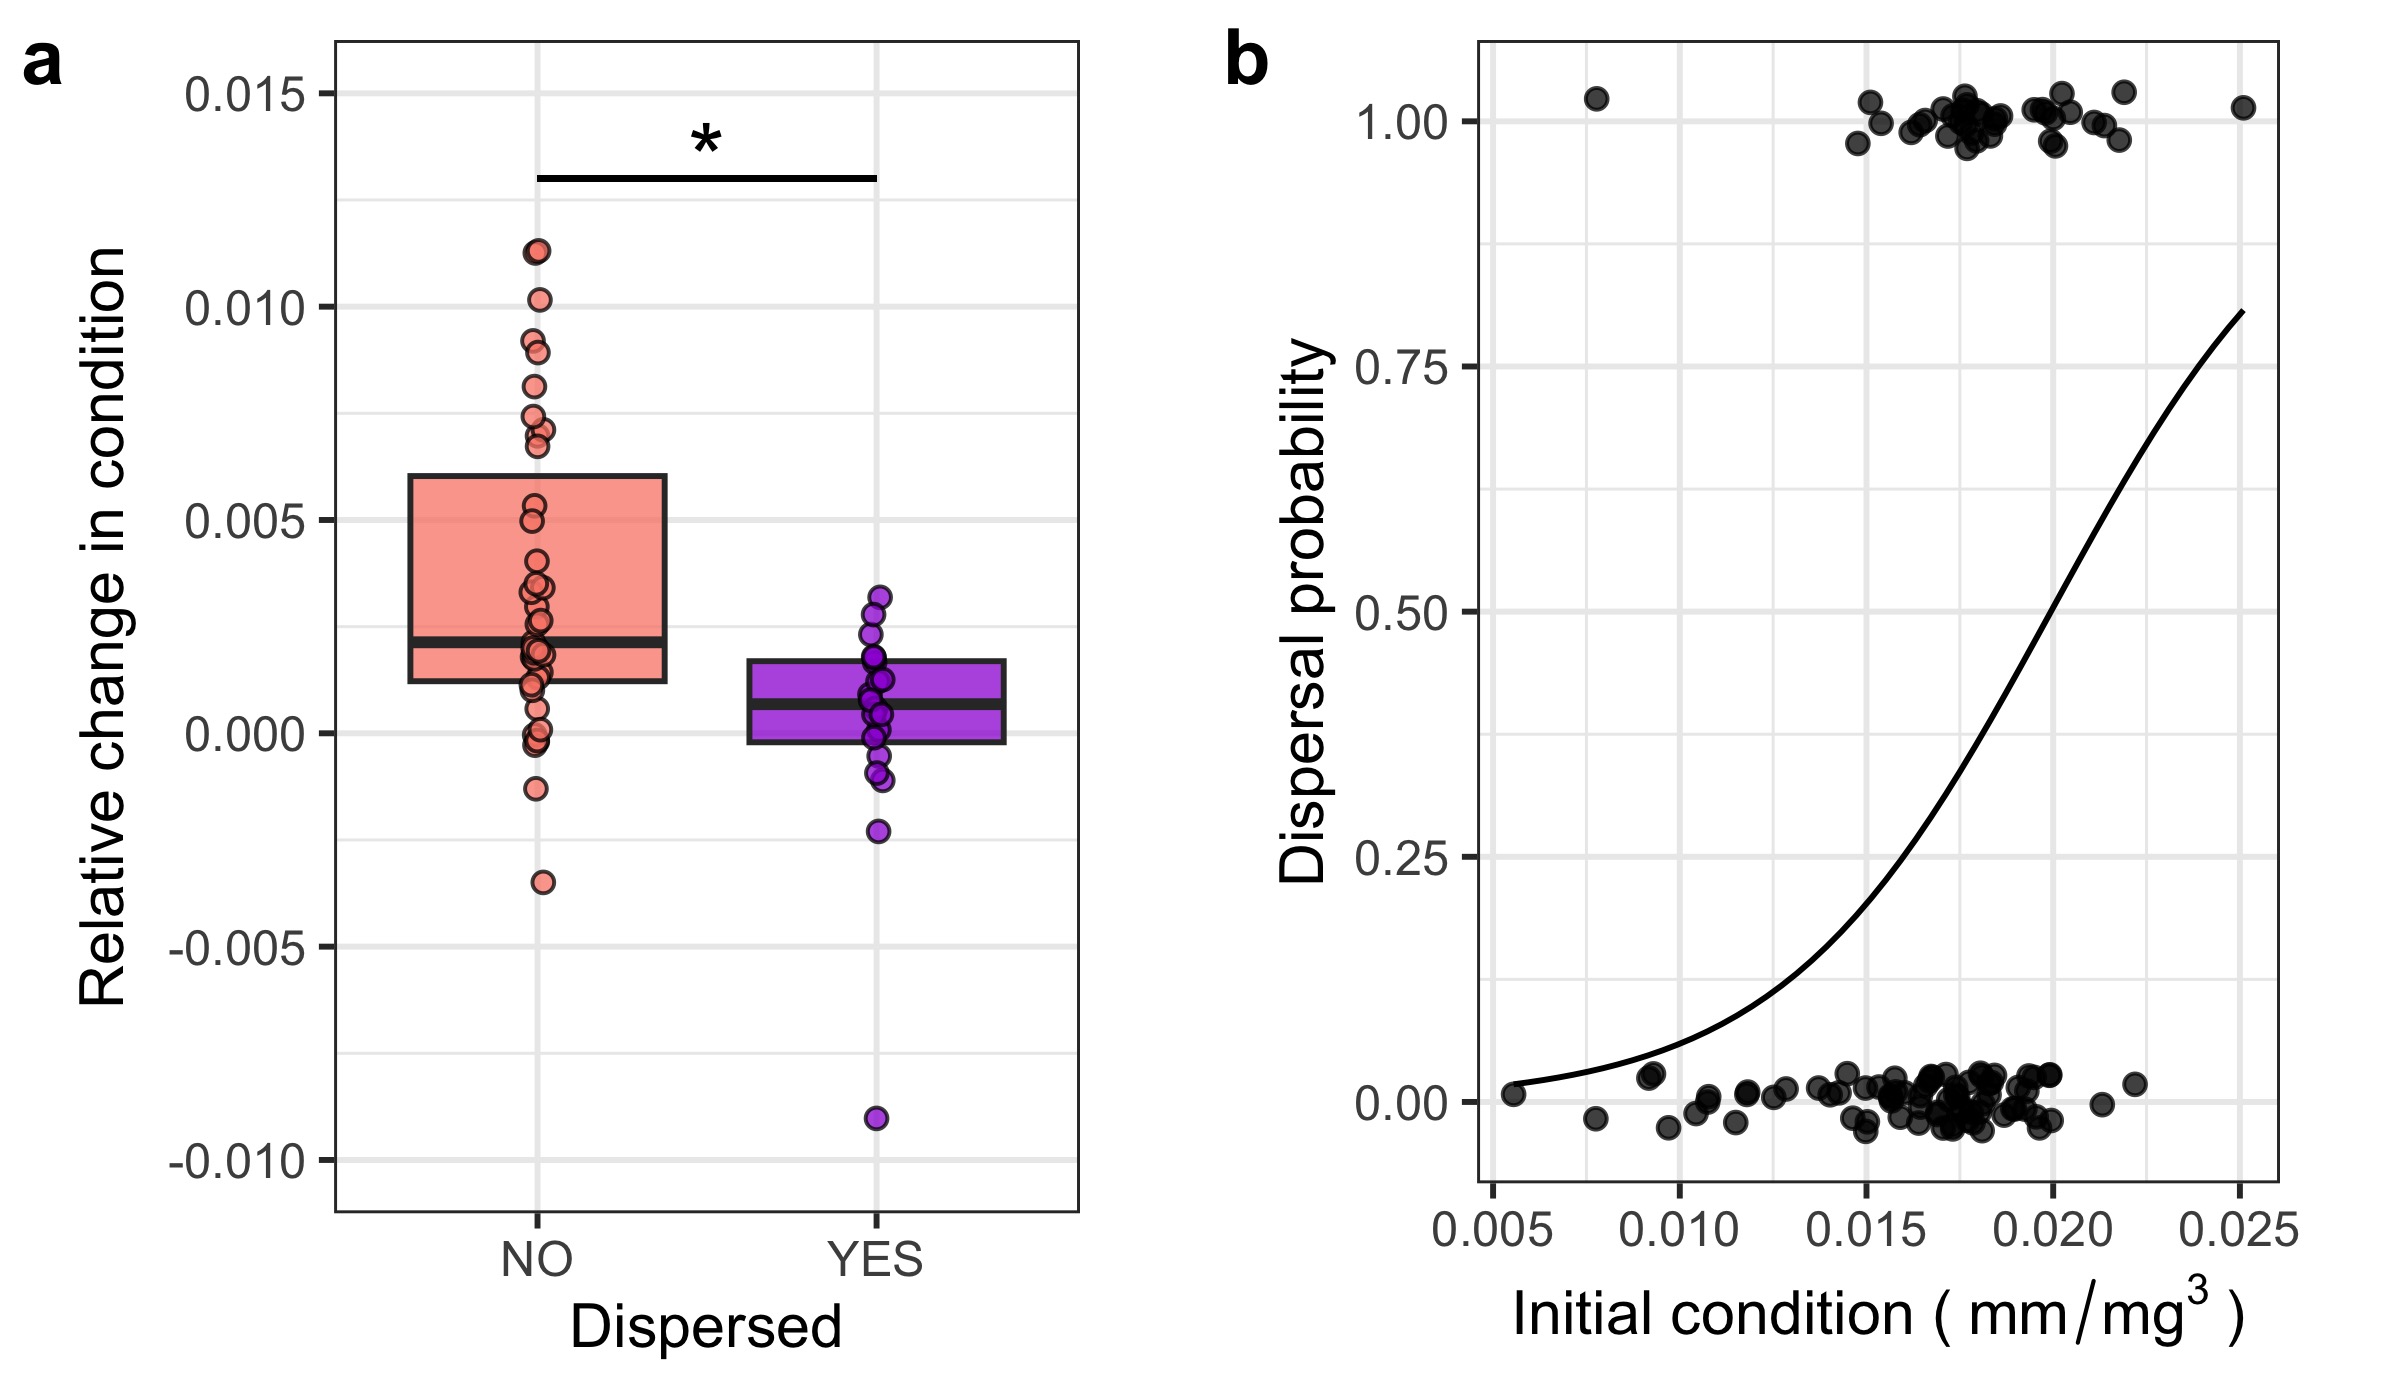 a
0.015
0.010
0.005
0.000
-0.005
-0.010
Relative change in condition
*
NO
YES
Dispersed
b
1.00
0.75
0.50
0.25
0.00
Dispersal probability
0.005 0.010 0.015 0.020 0.025
Initial condition ( mm/mg³ )